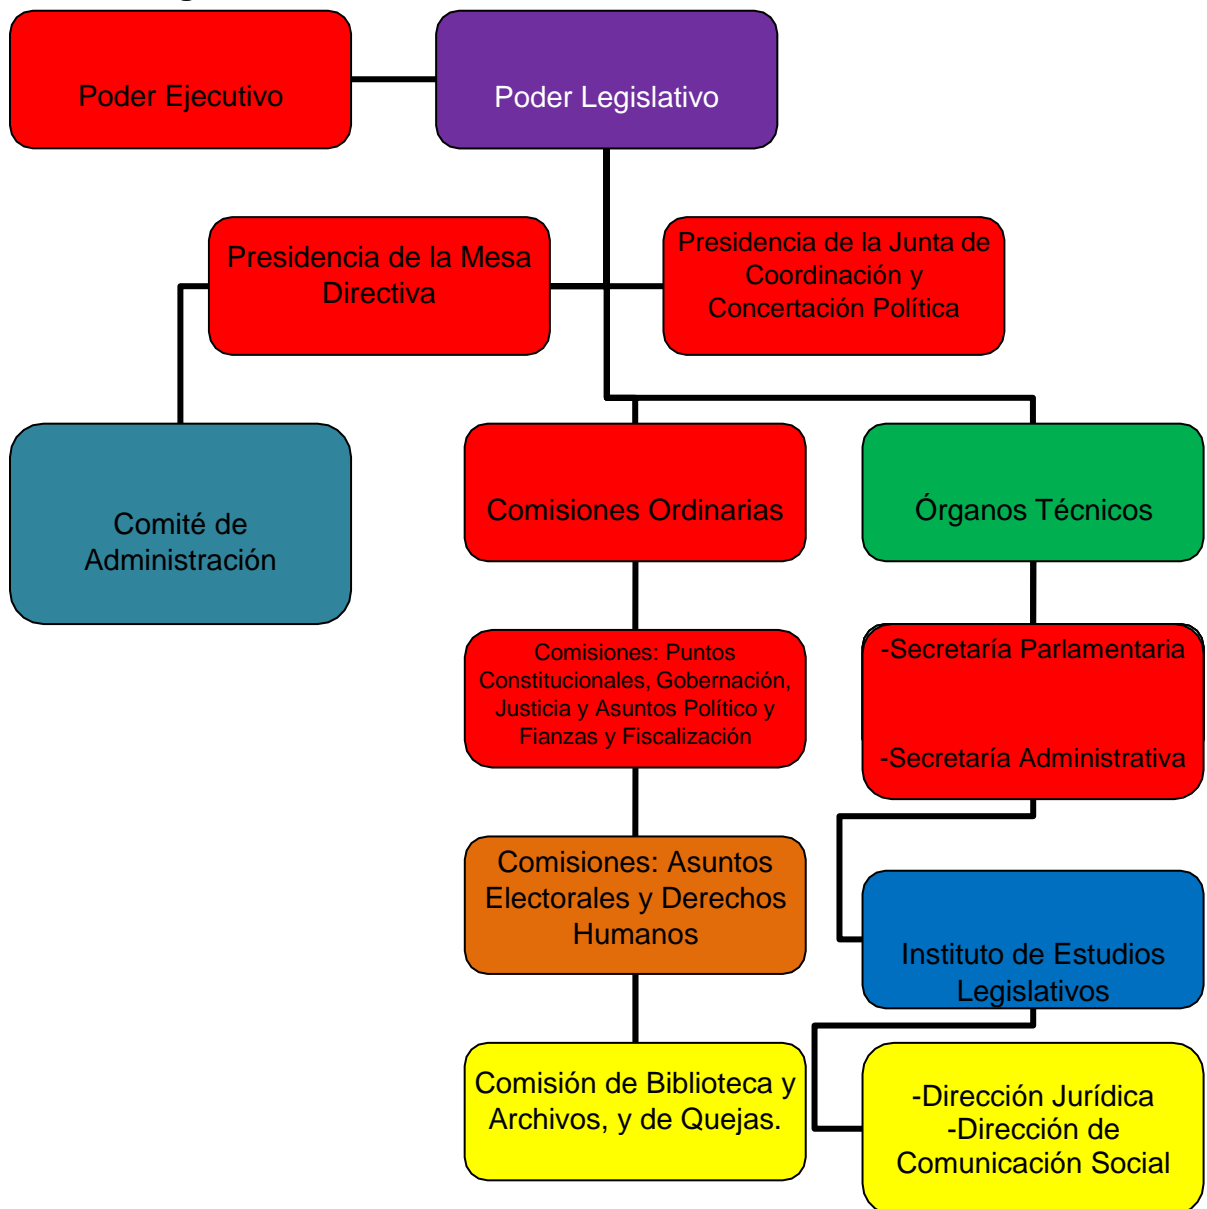 Poder Ejecutivo
Poder Legislativo
Presidencia de la Mesa
Directiva
Presidencia de la Junta de
Coordinación y
Concertación Política
Comité de
Administración
Comisiones Ordinarias
Órganos Técnicos
Comisiones: Puntos
Constitucionales, Gobernación,
Justicia y Asuntos Político y
Fianzas y Fiscalización
-Secretaría Parlamentaria
-Secretaría Administrativa
Comisiones: Asuntos
Electorales y Derechos
Humanos
Instituto de Estudios
Legislativos
Comisión de Biblioteca y
Archivos, y de Quejas.
-Dirección Jurídica
-Dirección de
Comunicación Social